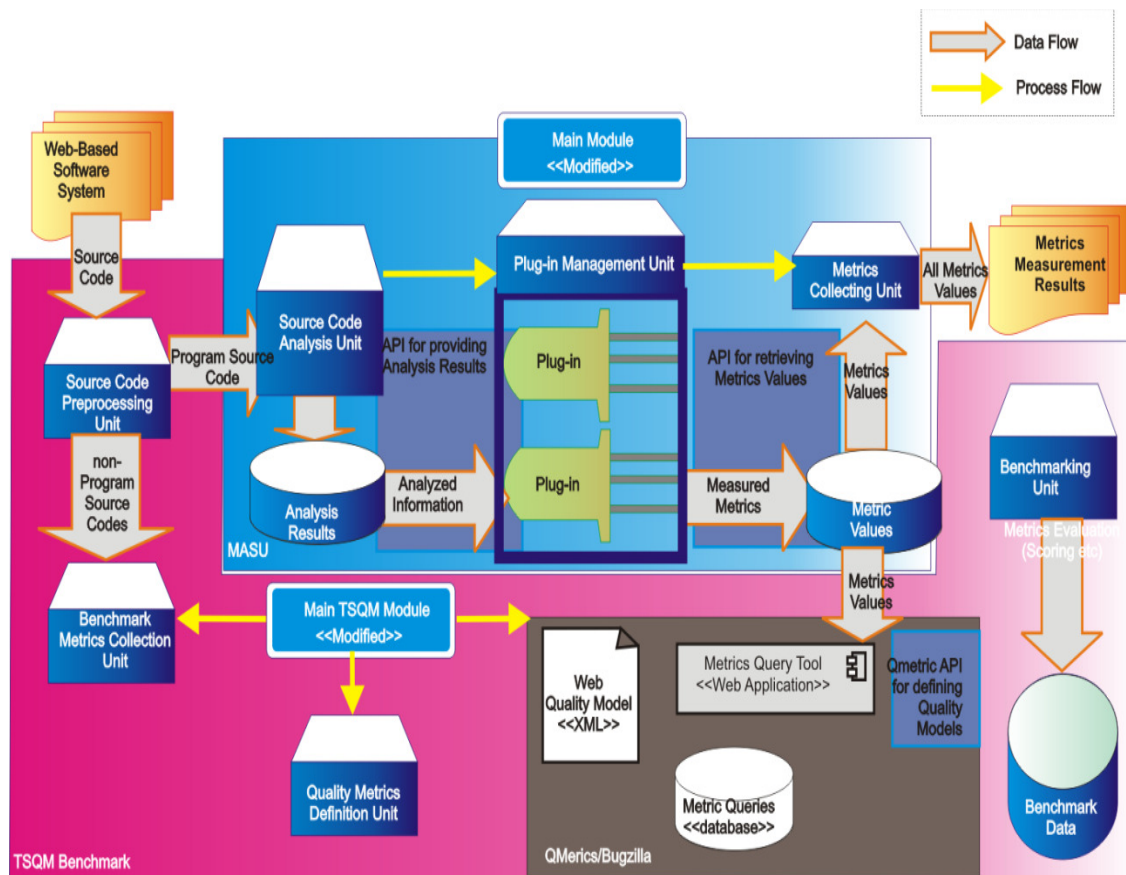 Data Flow
Process Flow
Web-Based
Software
System
Main Module
<<Modified>>
Source
Code
Plug-in Management Unit
Metrics
Collecting Unit
All Metrics
Values
Metrics
Measurement
Results
Source Code
Analysis Unit
Program Source
Code
API for providing
Analysis Results
Plug-in
API for retrieving
Metrics Values
Metrics
Values
Source Code
Preprocessing
Unit
non-
Program
Source
Codes
Analyzed
Information
Plug-in
Measured
Metrics
Benchmarking
Unit
Analysis
Results
Metric
Values
MASU
Metrics Evaluation
(Scoring etc)
Metrics
Values
Benchmark
Metrics Collection
Unit
Main TSQM Module
<<Modified>>
Web
Quality Model
<<XML>>
Metrics Query Tool
<<Web Application>>
Qmetric API
for defining
Quality
Models
Quality Metrics
Definition Unit
Metric Queries
<<database>>
Benchmark
Data
TSQM Benchmark
QMerics/Bugzilla